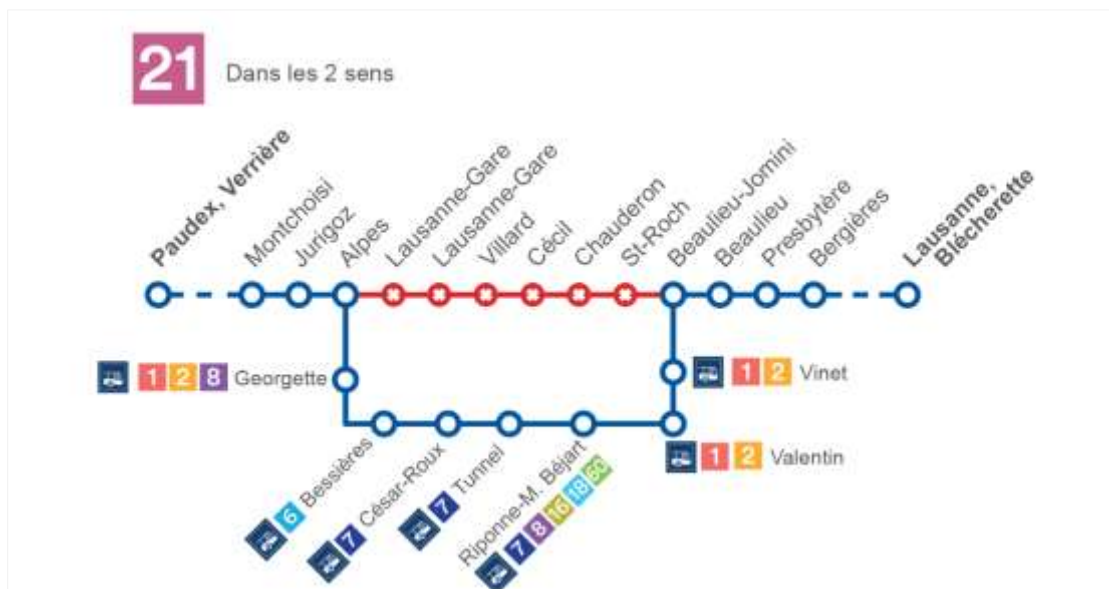 21 Dans les 2 sens
Paudex, Verrière
Montchoisi
Jurigoz
Alpes
Lausanne-Gare
Lausanne-Gare
Villard
Cécil
Chauderon
St-Roch
Beaulieu-Jomini
Beaulieu
Presbytère
Bergières
Lausanne,
Blécherette
1 2 8 Georgette
1 2 Vinet
6 Bessières
7 César-Roux
7 Tunnel
Riponne-M. Béjart
7 8 16 18 60
1 2 Valentin